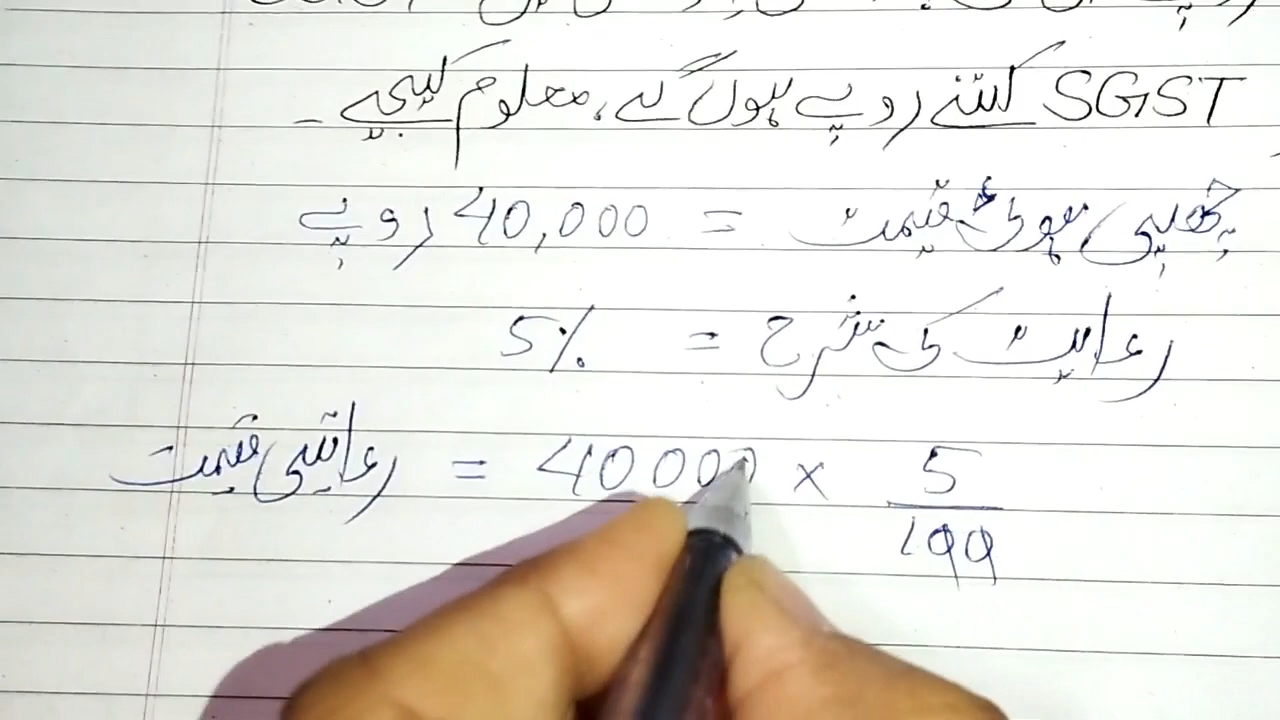 SGST کتنے روپے ہوں گے، معلوم کیجیے ۔
چھپی ہوئی قیمت = 40,000 روپے
رعایت کی شرح = 5%
رعایتی قیمت = 40000 × 5/100